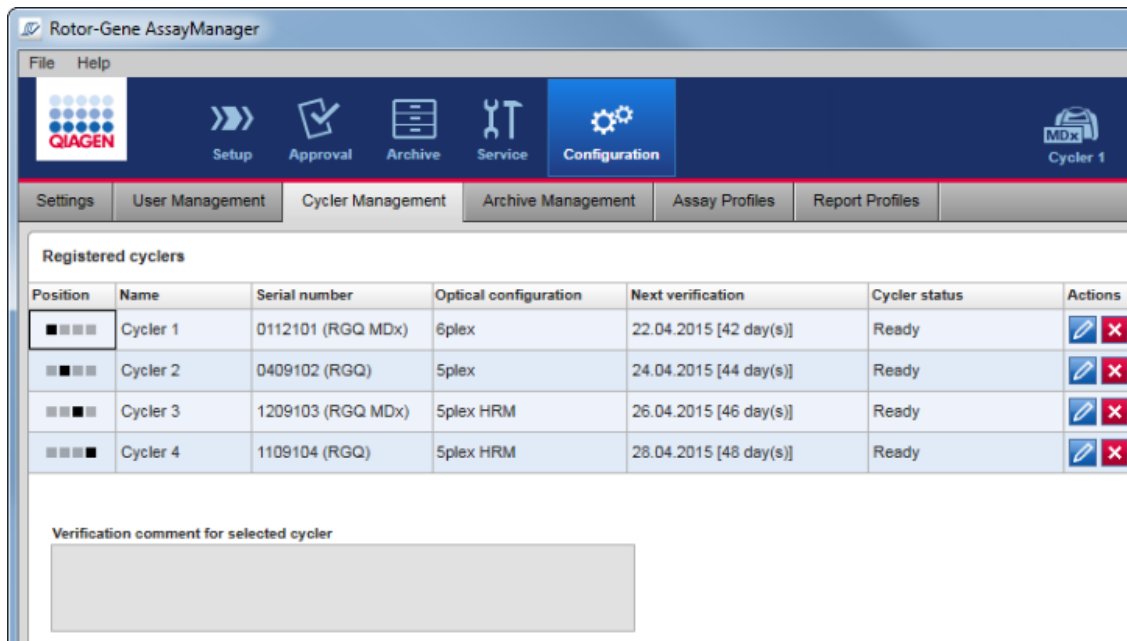 Rotor-Gene AssayManager
File Help
QIAGEN
Setup Approval Archive Service Configuration
MDx
Cycler 1
Settings User Management Cycler Management Archive Management Assay Profiles Report Profiles
Registered cyclers
Position Name Serial number Optical configuration Next verification Cycler status Actions
Cycler 1 0112101 (RGQ MDx) 6plex 22.04.2015 [42 day(s)] Ready
Cycler 2 0409102 (RGQ) 5plex 24.04.2015 [44 day(s)] Ready
Cycler 3 1209103 (RGQ MDx) 5plex HRM 26.04.2015 [46 day(s)] Ready
Cycler 4 1109104 (RGQ) 5plex HRM 28.04.2015 [48 day(s)] Ready
Verification comment for selected cycler